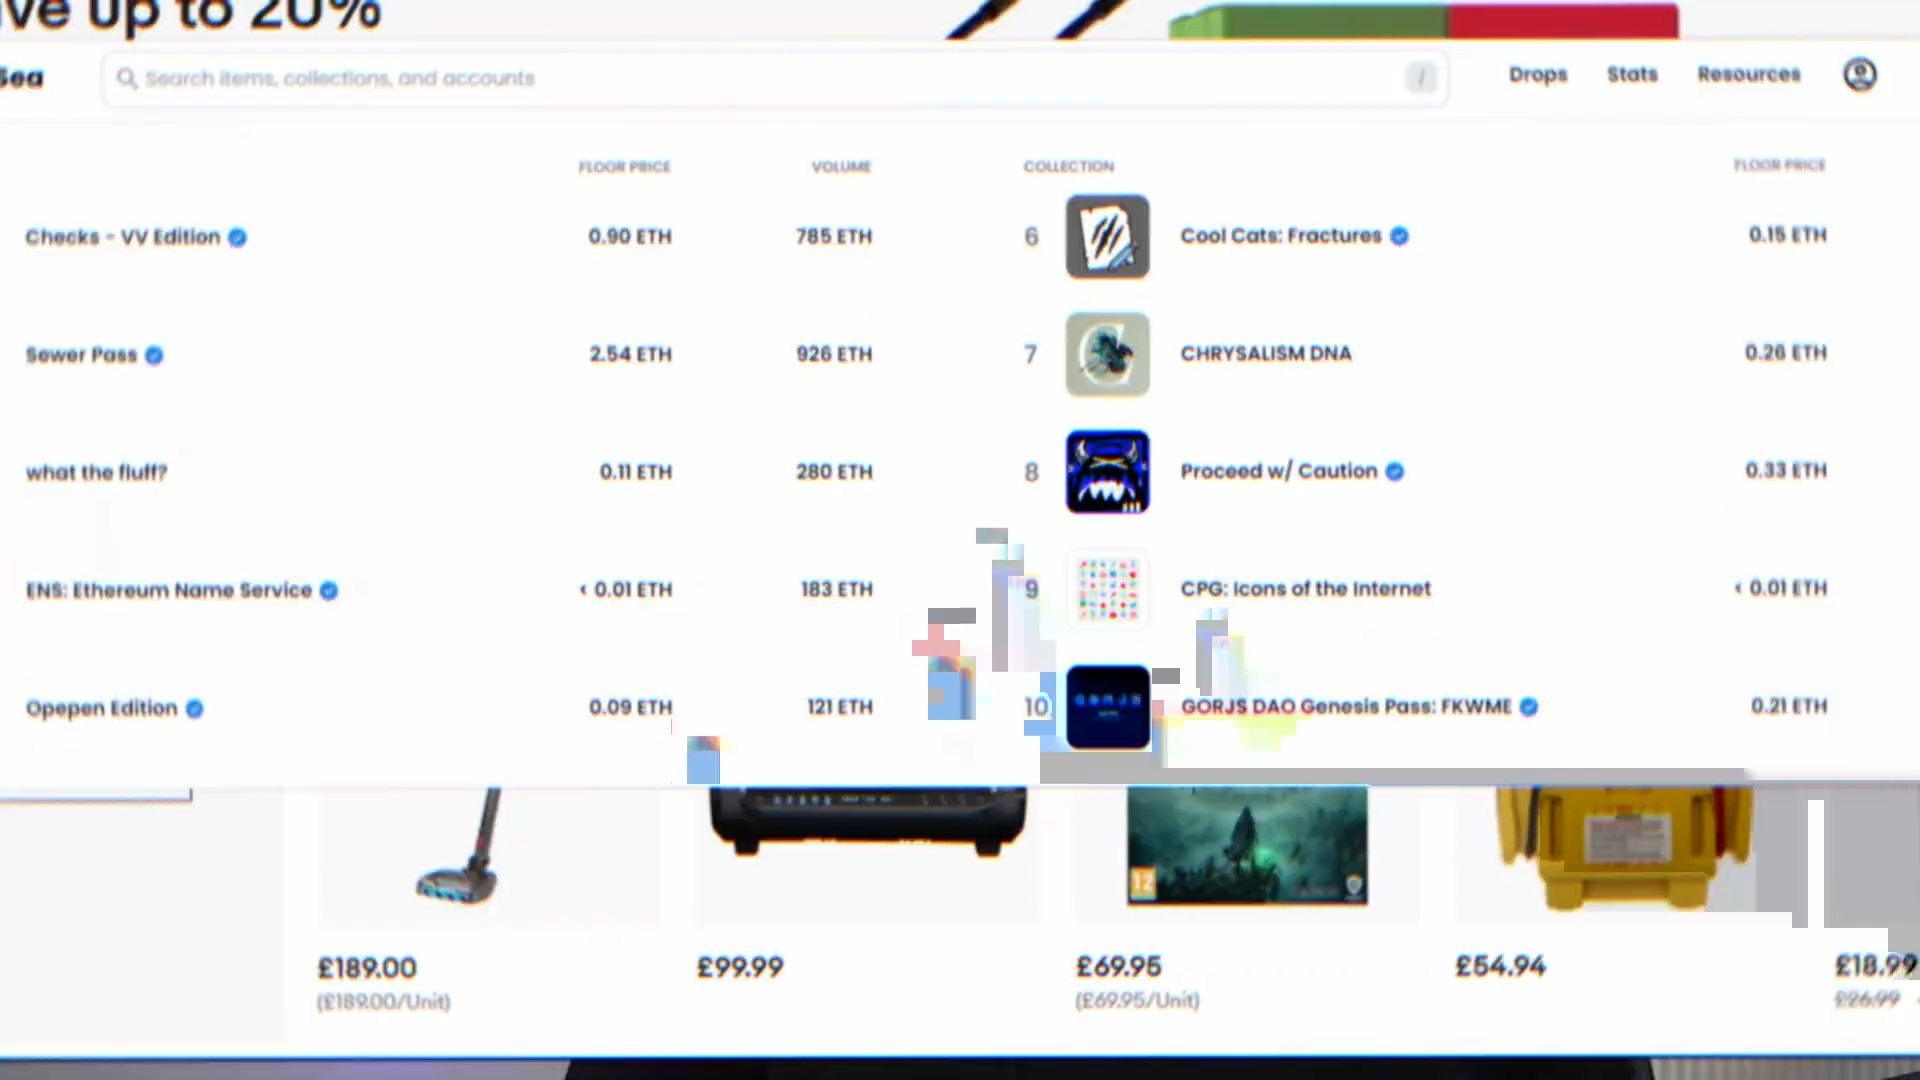 ve up to 20%
Sea
Search items, collections, and accounts
/
Drops
Stats
Resources
FLOOR PRICE
VOLUME
COLLECTION
FLOOR PRICE
Checks - VV Edition 0.90 ETH 785 ETH
6 Cool Cats: Fractures 0.15 ETH
Sewer Pass 2.54 ETH 926 ETH
7 CHRYSALISM DNA 0.26 ETH
what the fluff? 0.11 ETH 280 ETH
8 Proceed w/ Caution 0.33 ETH
ENS: Ethereum Name Service < 0.01 ETH 183 ETH
9 CPG: Icons of the Internet < 0.01 ETH
Opepen Edition 0.09 ETH 121 ETH
10 GORJS DAO Genesis Pass: FKWME 0.21 ETH
GORJS
12
£189.00
(£189.00/Unit)
£99.99
£69.95
(£69.95/Unit)
£54.94
£18.99
£26.99